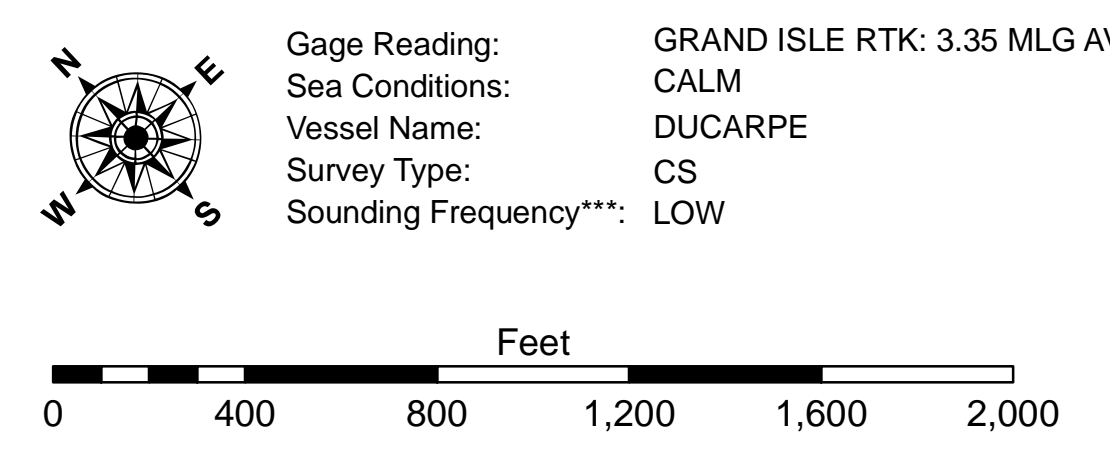 N E
W S
Gage Reading: GRAND ISLE RTK: 3.35 MLG
Sea Conditions: CALM
Vessel Name: DUCARPE
Survey Type: CS
Sounding Frequency***: LOW
Feet
0 400 800 1,200 1,600 2,000